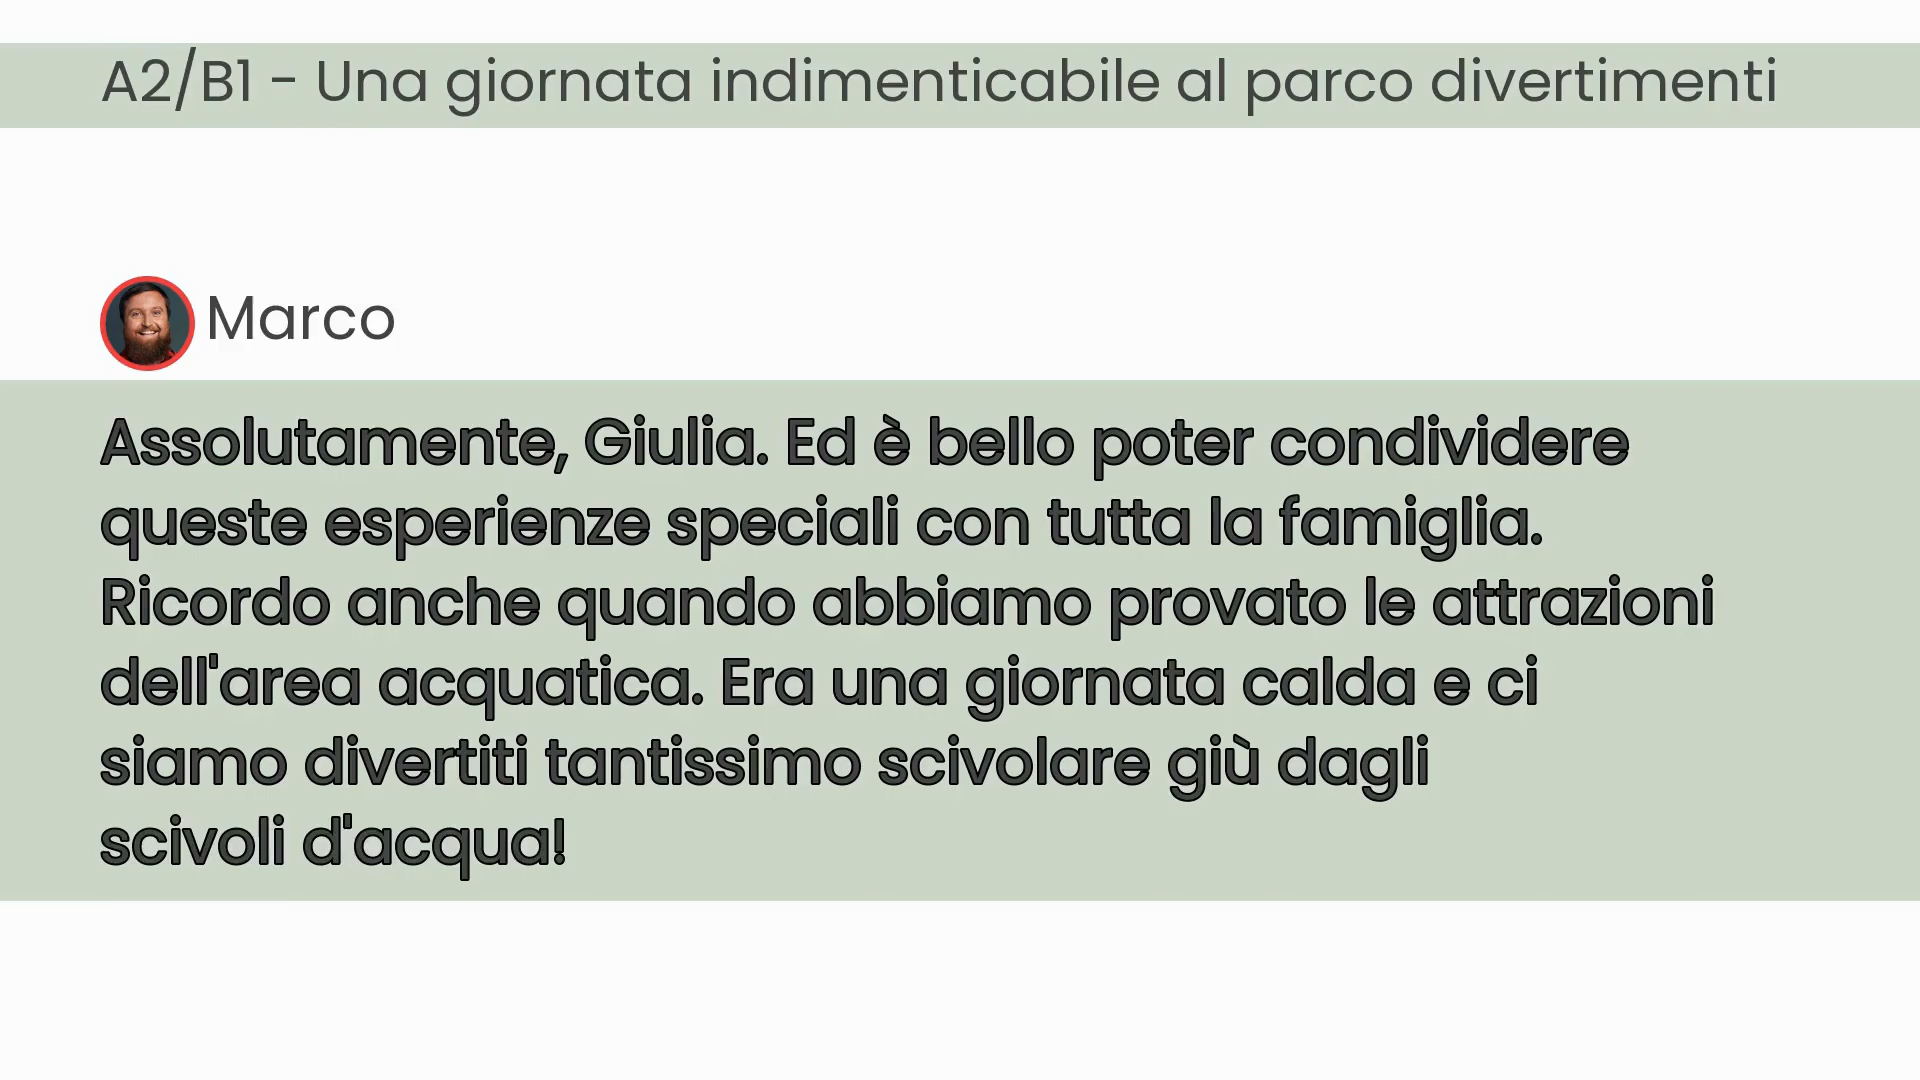 A2/B1 - Una giornata indimenticabile al parco divertimenti
Marco
Assolutamente, Giulia. Ed è bello poter condividere
queste esperienze speciali con tutta la famiglia.
Ricordo anche quando abbiamo provato le attrazioni
dell'area acquatica. Era una giornata calda e ci
siamo divertiti tantissimo scivolare giù dagli
scivoli d'acqua!